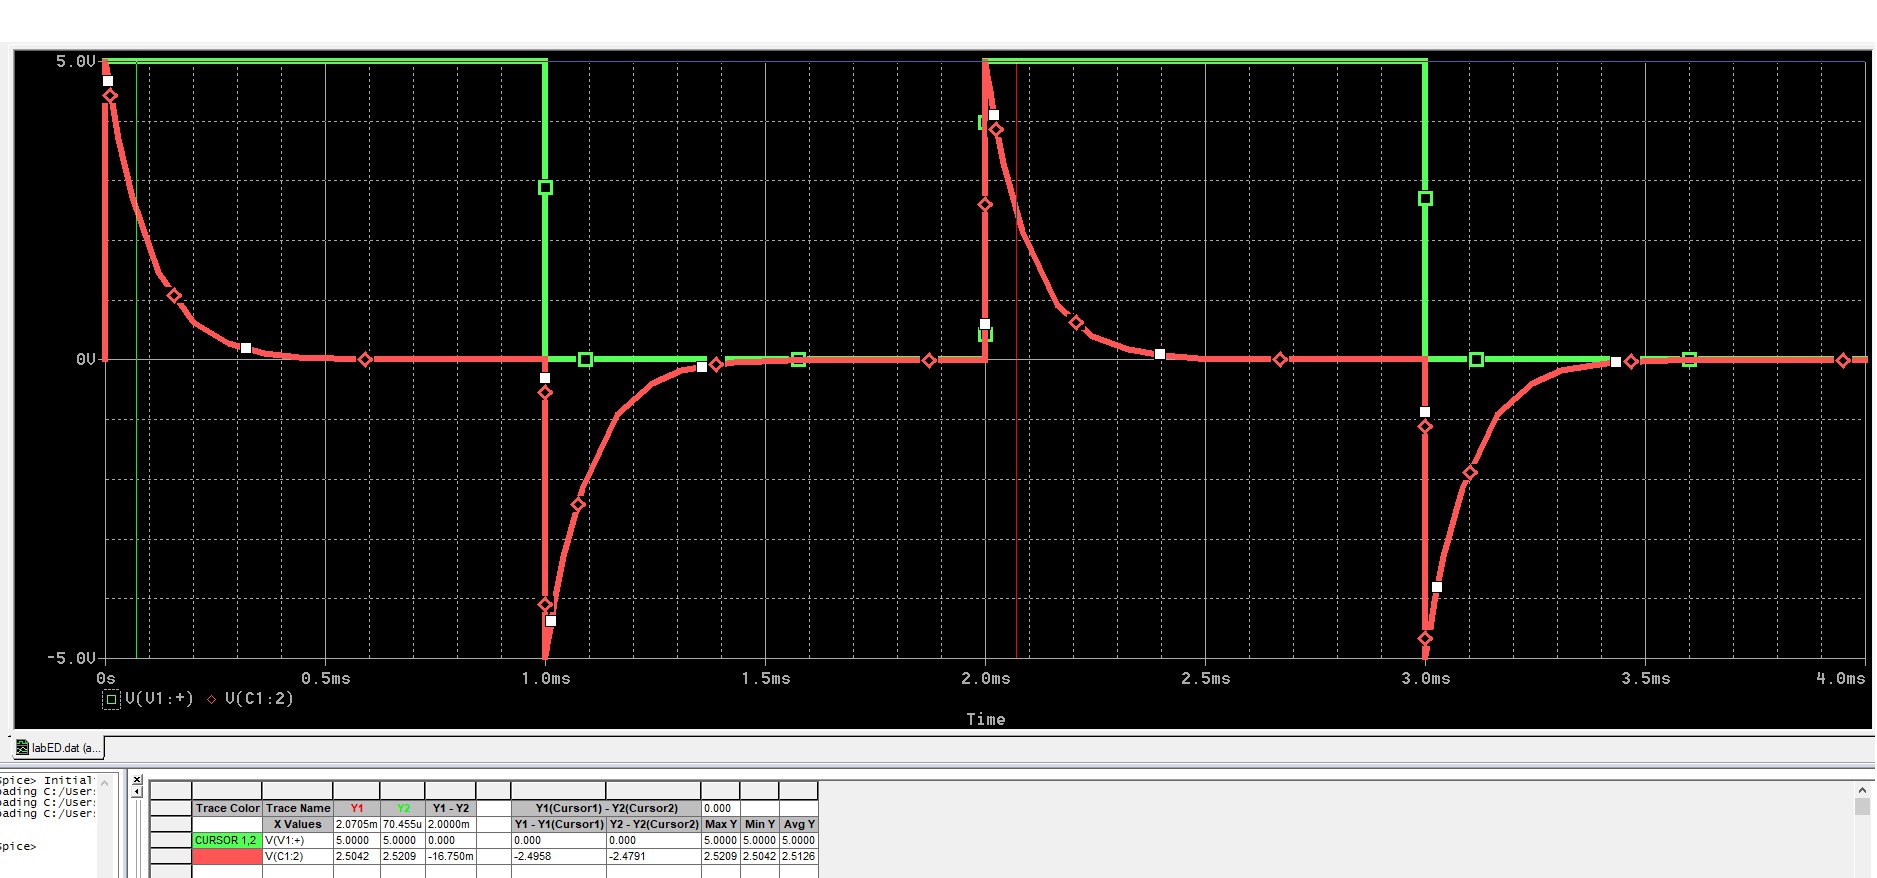 5.0V
0V
-5.0V
0s 0.5ms 1.0ms 1.5ms 2.0ms 2.5ms 3.0ms 3.5ms 4.0ms
V(V1:+) V(C1:2)
Time
labED.dat (a...
Spice> Initial
oading C:/User:
oading C:/User:
oading C:/User:
Spice>
Trace Color Trace Name Y1 Y2 Y1 - Y2 Y1(Cursor1) - Y2(Cursor2) 0.000
X Values 2.0705m 70.455u 2.0000m Y1 - Y1(Cursor1) Y2 - Y2(Cursor2) Max Y Min Y Avg Y
CURSOR 1,2 V(V1:+) 5.0000 5.0000 0.000 0.000 0.000 5.0000 5.0000 5.0000
V(C1:2) 2.5042 2.5209 -16.750m -2.4958 -2.4791 2.5209 2.5042 2.5126